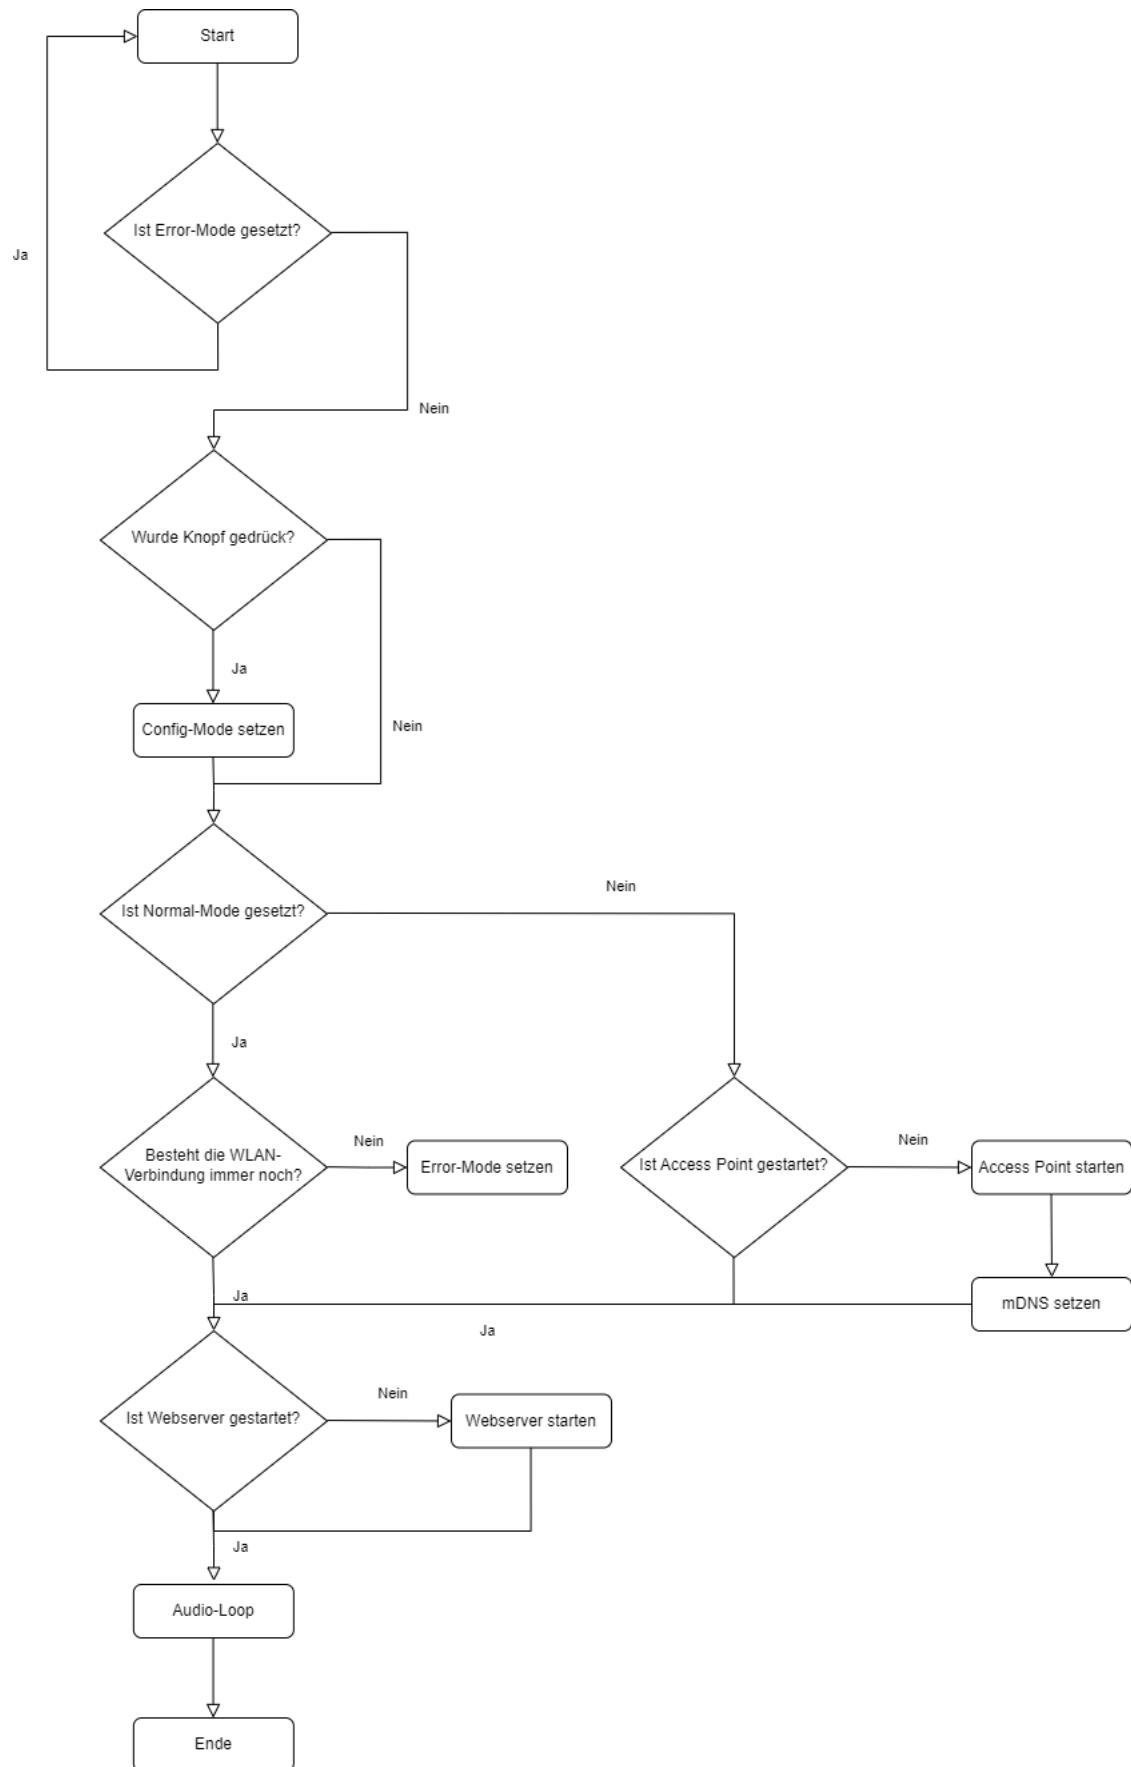 Start
Ist Error-Mode gesetzt?
Ja
Nein
Wurde Knopf gedrück?
Ja
Config-Mode setzen
Nein
Nein
Ist Normal-Mode gesetzt?
Ja
Besteht die WLAN-
Verbindung immer noch?
Nein
Error-Mode setzen
Ist Access Point gestartet?
Nein
Access Point starten
mDNS setzen
Ja
Ja
Ist Webserver gestartet?
Nein
Webserver starten
Ja
Audio-Loop
Ende